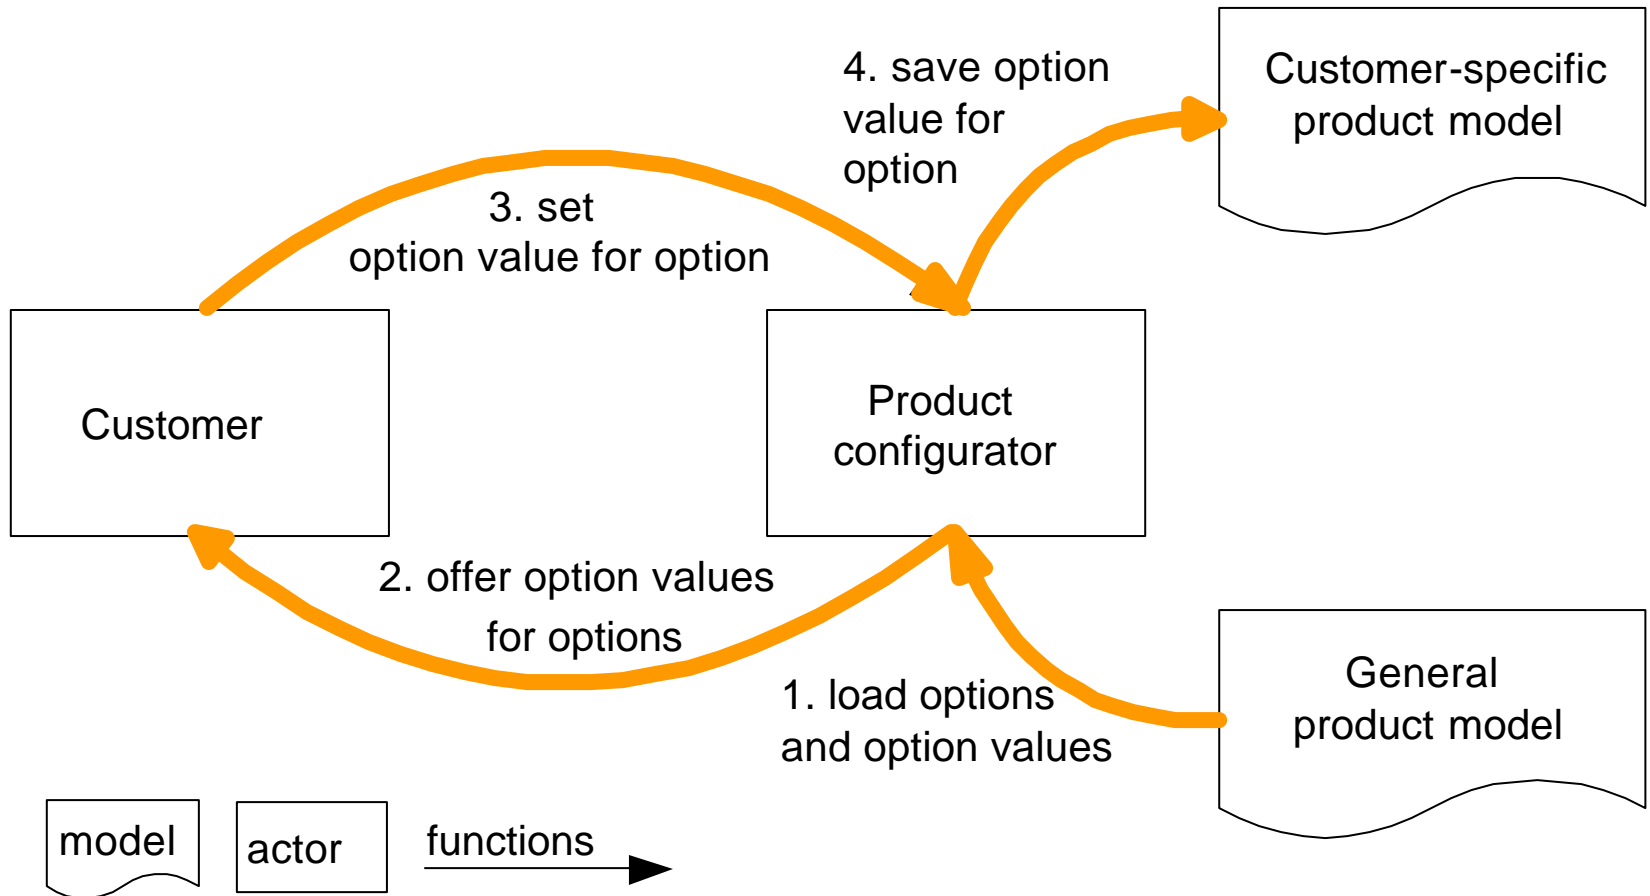 4. save option
value for
option
Customer-specific
product model
3. set
option value for option
Customer
Product
configurator
2. offer option values
for options
1. load options
and option values
General
product model
model
actor
functions